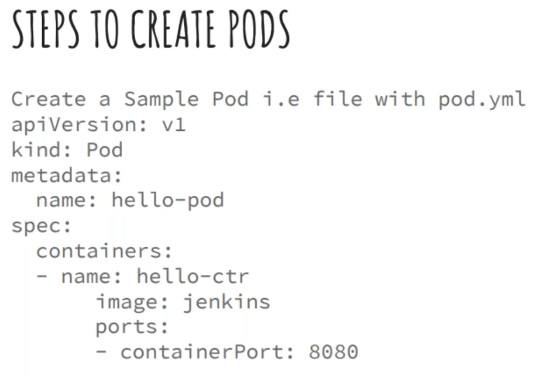 STEPS TO CREATE PODS
Create a Sample Pod i.e file with pod.yml
apiVersion: v1
kind: Pod
metadata:
  name: hello-pod
spec:
  containers:
  - name: hello-ctr
       image: jenkins
       ports:
       - containerPort: 8080